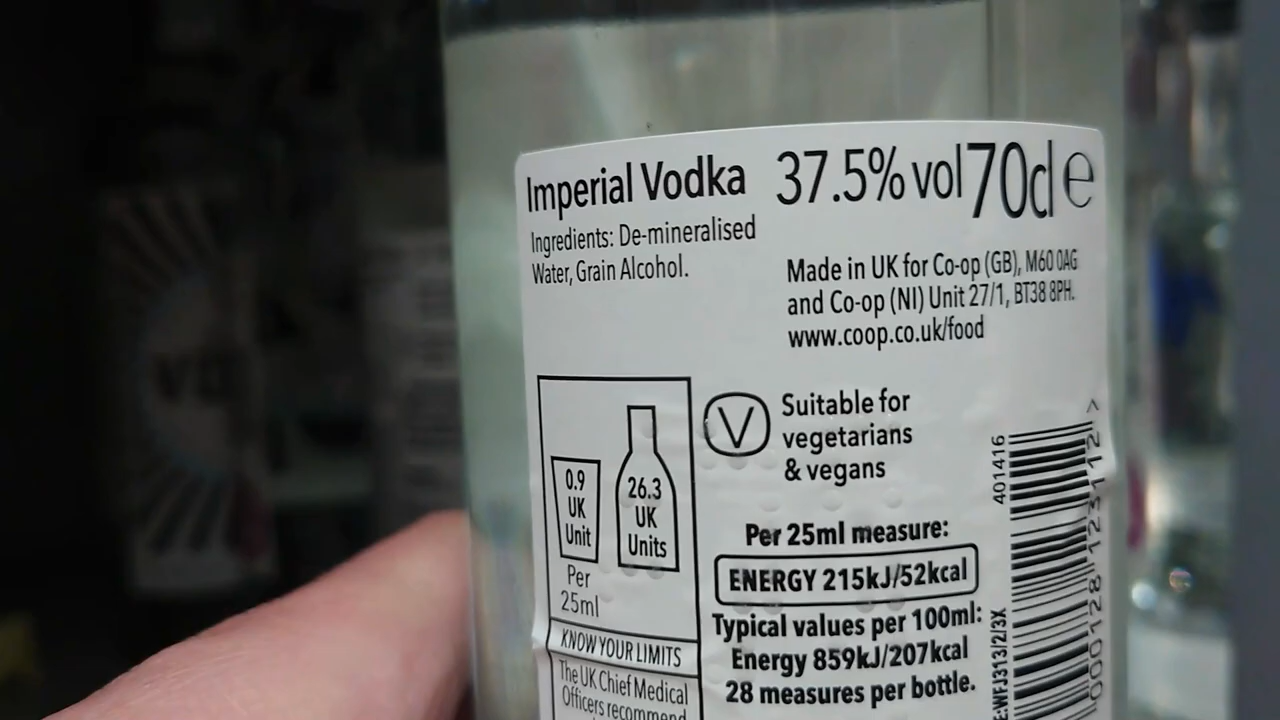 Imperial Vodka 37.5% vol 70cl e
Ingredients: De-mineralised
Water, Grain Alcohol.
Made in UK for Co-op (GB), M60 0AG
and Co-op (NI) Unit 27/1, BT38 8PH.
www.coop.co.uk/food
0.9
UK
Unit
Per
25ml
26.3
UK
Units
KNOW YOUR LIMITS
The UK Chief Medical
Officers recommend
V
Suitable for
vegetarians
& vegans
Per 25ml measure:
ENERGY 215kJ/52kcal
Typical values per 100ml:
Energy 859kJ/207kcal
28 measures per bottle.
401416
E:WFJ313/2/3X
000128 123112 >